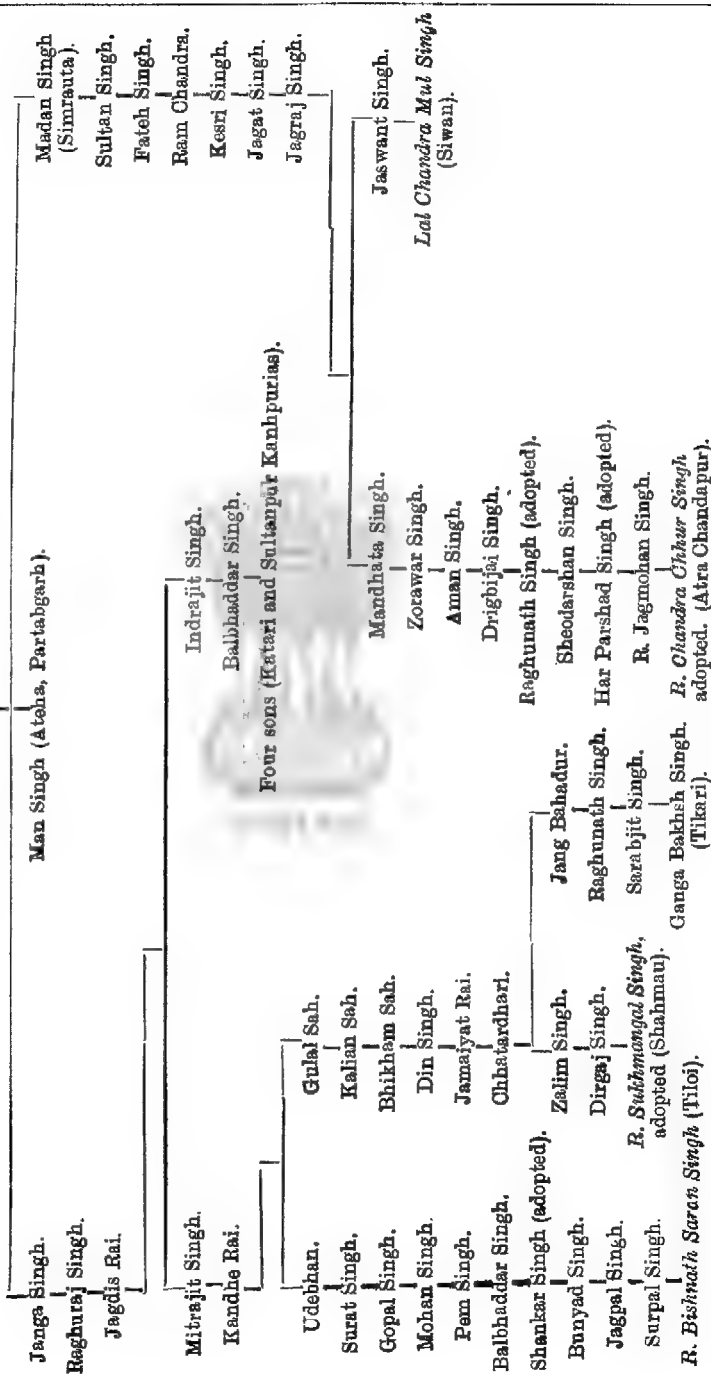 Man Singh (Ateha, Partabgarh).
Janga Singh.
Raghuraj Singh.
Jagdis Rai.
Madan Singh
(Simrauta).
Sultan Singh.
Fateh Singh.
Ram Chandra.
Kesri Singh.
Jagat Singh.
Jagraj Singh.
Mitrajit Singh.
Kandhe Rai.
Indrajit Singh.
Balbhaddar Singh.
Four sons (Katari and Sultanpur Kanhpurias).
Udebhan.
Surat Singh.
Gopal Singh.
Mohan Singh.
Pem Singh.
Balbhaddar Singh.
Shankar Singh (adopted).
Bunyad Singh.
Jagpal Singh.
Surpal Singh.
R. Bishnath Saran Singh (Tiloi).
Gulal Sah.
Kalian Sah.
Bhikham Sah.
Din Singh.
Jamaiyat Rai.
Chhatardhari.
Zalim Singh.
Dirgaj Singh.
R. Sukhmangal Singh,
adopted (Shahmau).
Jang Bahadur.
Raghunath Singh.
Sarabjit Singh.
Ganga Bakhsh Singh.
(Tikari).
Mandhata Singh.
Zorawar Singh.
Aman Singh.
Drigbijai Singh.
Raghunath Singh (adopted).
Sheodarshan Singh.
Har Parshad Singh (adopted).
R. Jagmohan Singh.
R. Chandra Chhur Singh
adopted. (Atra Chandapur).
Jaswant Singh.
Lal Chandra Mul Singh
(Siwan).